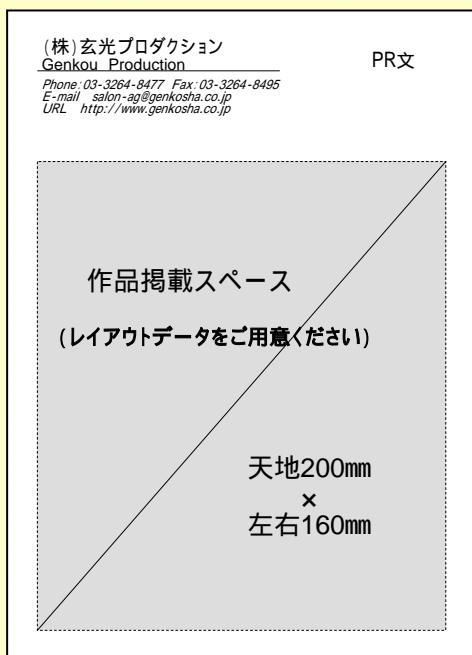 (株)玄光プロダクション
Genkou Production
PR文
Phone:03-3264-8477 Fax:03-3264-8495
E-mail salon-ag@genkosha.co.jp
URL http://www.genkosha.co.jp
作品掲載スペース
(レイアウトデータをご用意ください)
天地200㎜
×
左右160㎜